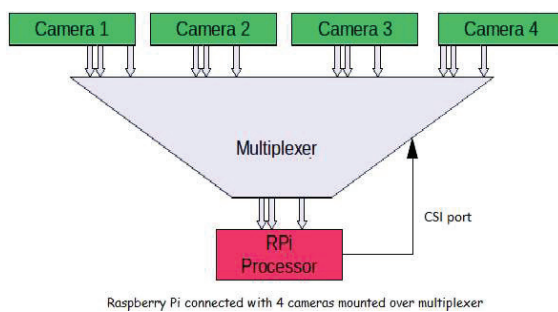 Camera 1 Camera 2 Camera 3 Camera 4
Multiplexer
CSI port
RPi
Processor
Raspberry Pi connected with 4 cameras mounted over multiplexer